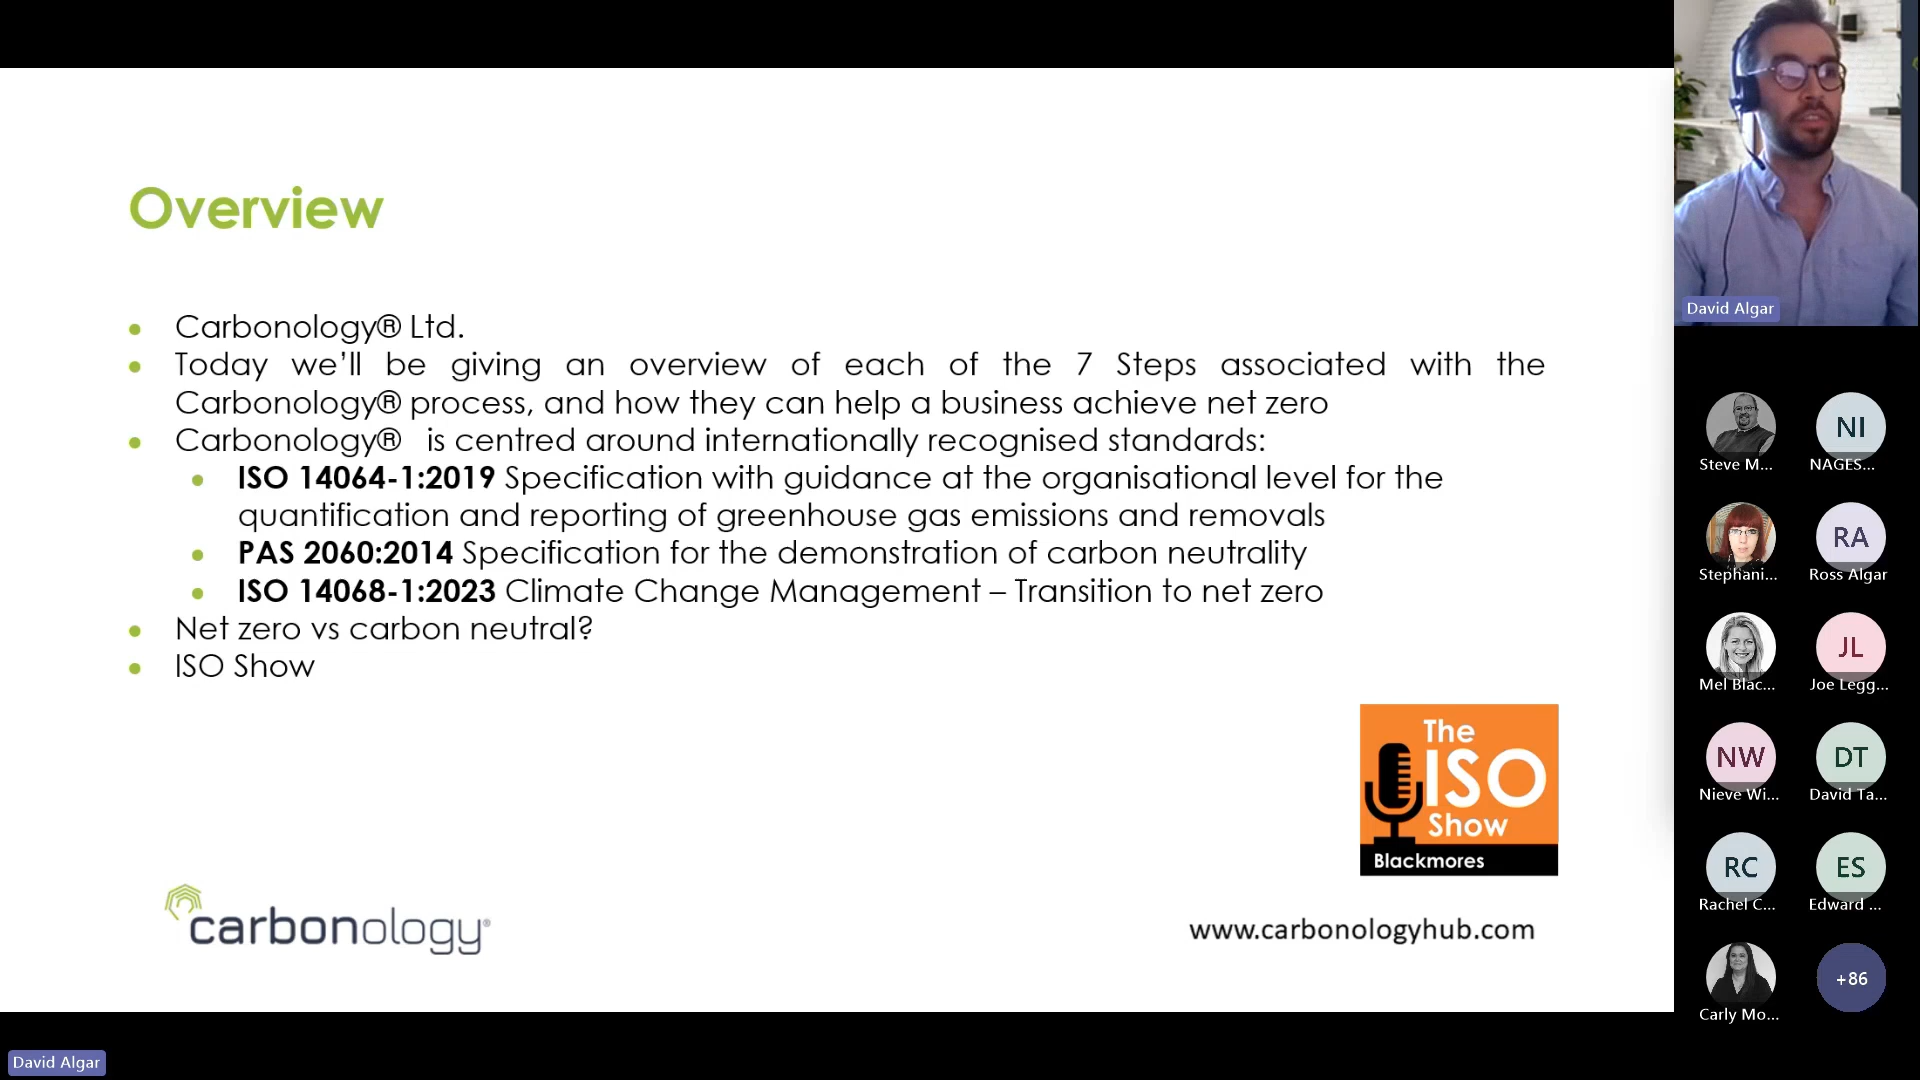 Overview
Carbonology® Ltd.
Today we’ll be giving an overview of each of the 7 Steps associated with the
Carbonology® process, and how they can help a business achieve net zero
Carbonology® is centred around internationally recognised standards:
ISO 14064-1:2019 Specification with guidance at the organisational level for the
quantification and reporting of greenhouse gas emissions and removals
PAS 2060:2014 Specification for the demonstration of carbon neutrality
ISO 14068-1:2023 Climate Change Management – Transition to net zero
Net zero vs carbon neutral?
ISO Show
The
ISO
Show
Blackmores
carbonology®
www.carbonologyhub.com
David Algar
David Algar
Steve M...
NI
NAGES...
Stephani...
RA
Ross Algar
Mel Blac...
JL
Joe Legg...
NW
Nieve Wi...
DT
David Ta...
RC
Rachel C...
ES
Edward ...
Carly Mo...
+86